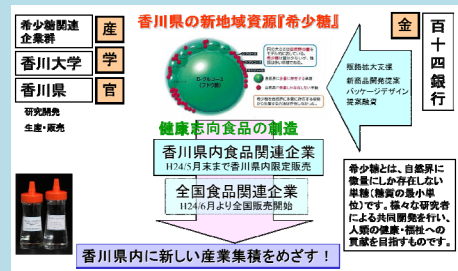 香川県の新地域資源『希少糖』
希少糖関連
企業群
産
香川大学
学
香川県
官
研究開発
生産・販売
金
百十四銀行
販路拡大支援
新商品開発提案
パッケージデザイン
提案融資
D-グルコース
(ブドウ糖)
健康志向食品の創造
香川県内食品関連企業
H24/5月末まで香川県内限定販売
全国食品関連企業
H24/6月より全国販売開始
希少糖とは、自然界に
微量にしか存在しない
単糖(糖質の最小単
位)です。様々な研究者
による共同開発を行い、
人類の健康・福祉への
貢献を目指すものです。
香川県内に新しい産業集積をめざす!